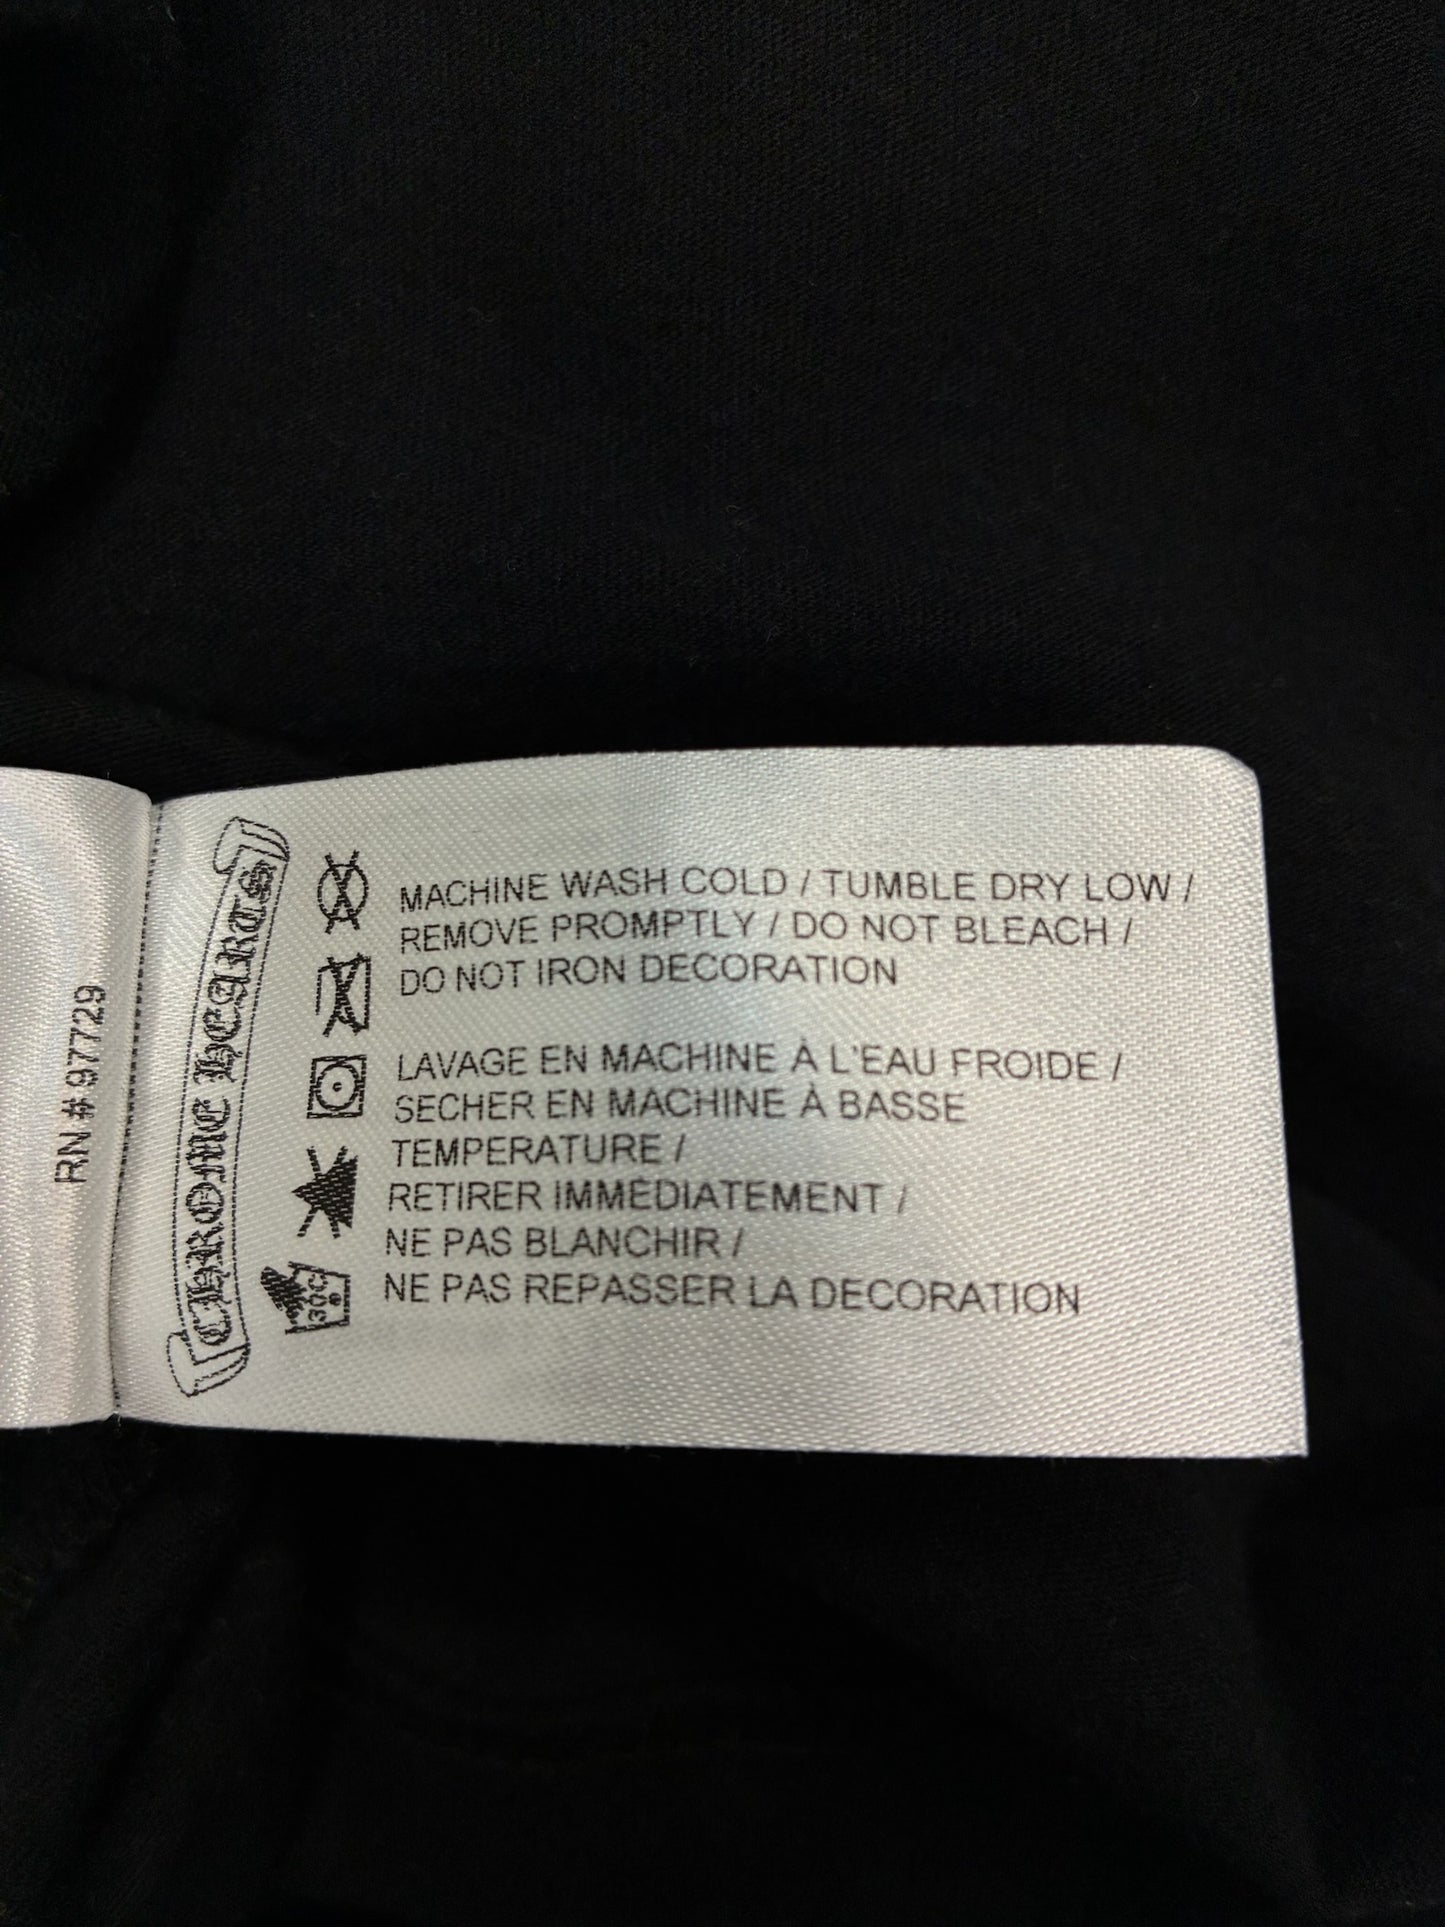 RN # 97729
CHROME HEARTS
MACHINE WASH COLD / TUMBLE DRY LOW /
REMOVE PROMPTLY / DO NOT BLEACH /
DO NOT IRON DECORATION
LAVAGE EN MACHINE À L'EAU FROIDE /
SECHER EN MACHINE À BASSE
TEMPERATURE /
RETIRER IMMÉDIATEMENT /
NE PAS BLANCHIR /
NE PAS REPASSER LA DECORATION
30C